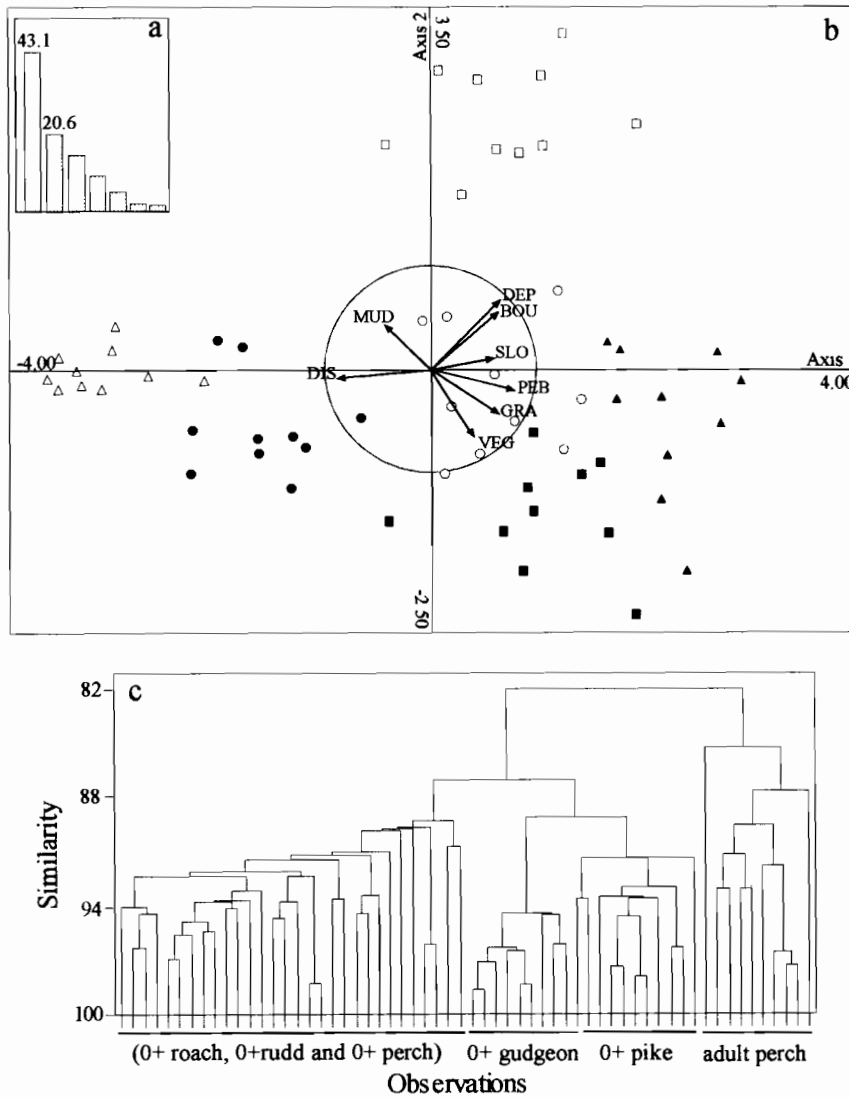 a
43.1
20.6
Axis 2
3 50
b
DEP
BOU
MUD
SLO
-4.00
Axis
DIS
PEB
4.00
GRA
VEG
-2 50
c
82
88
94
100
Similarity
(0+ roach, 0+rudd and 0+ perch)
0+ gudgeon
0+ pike
adult perch
Observations